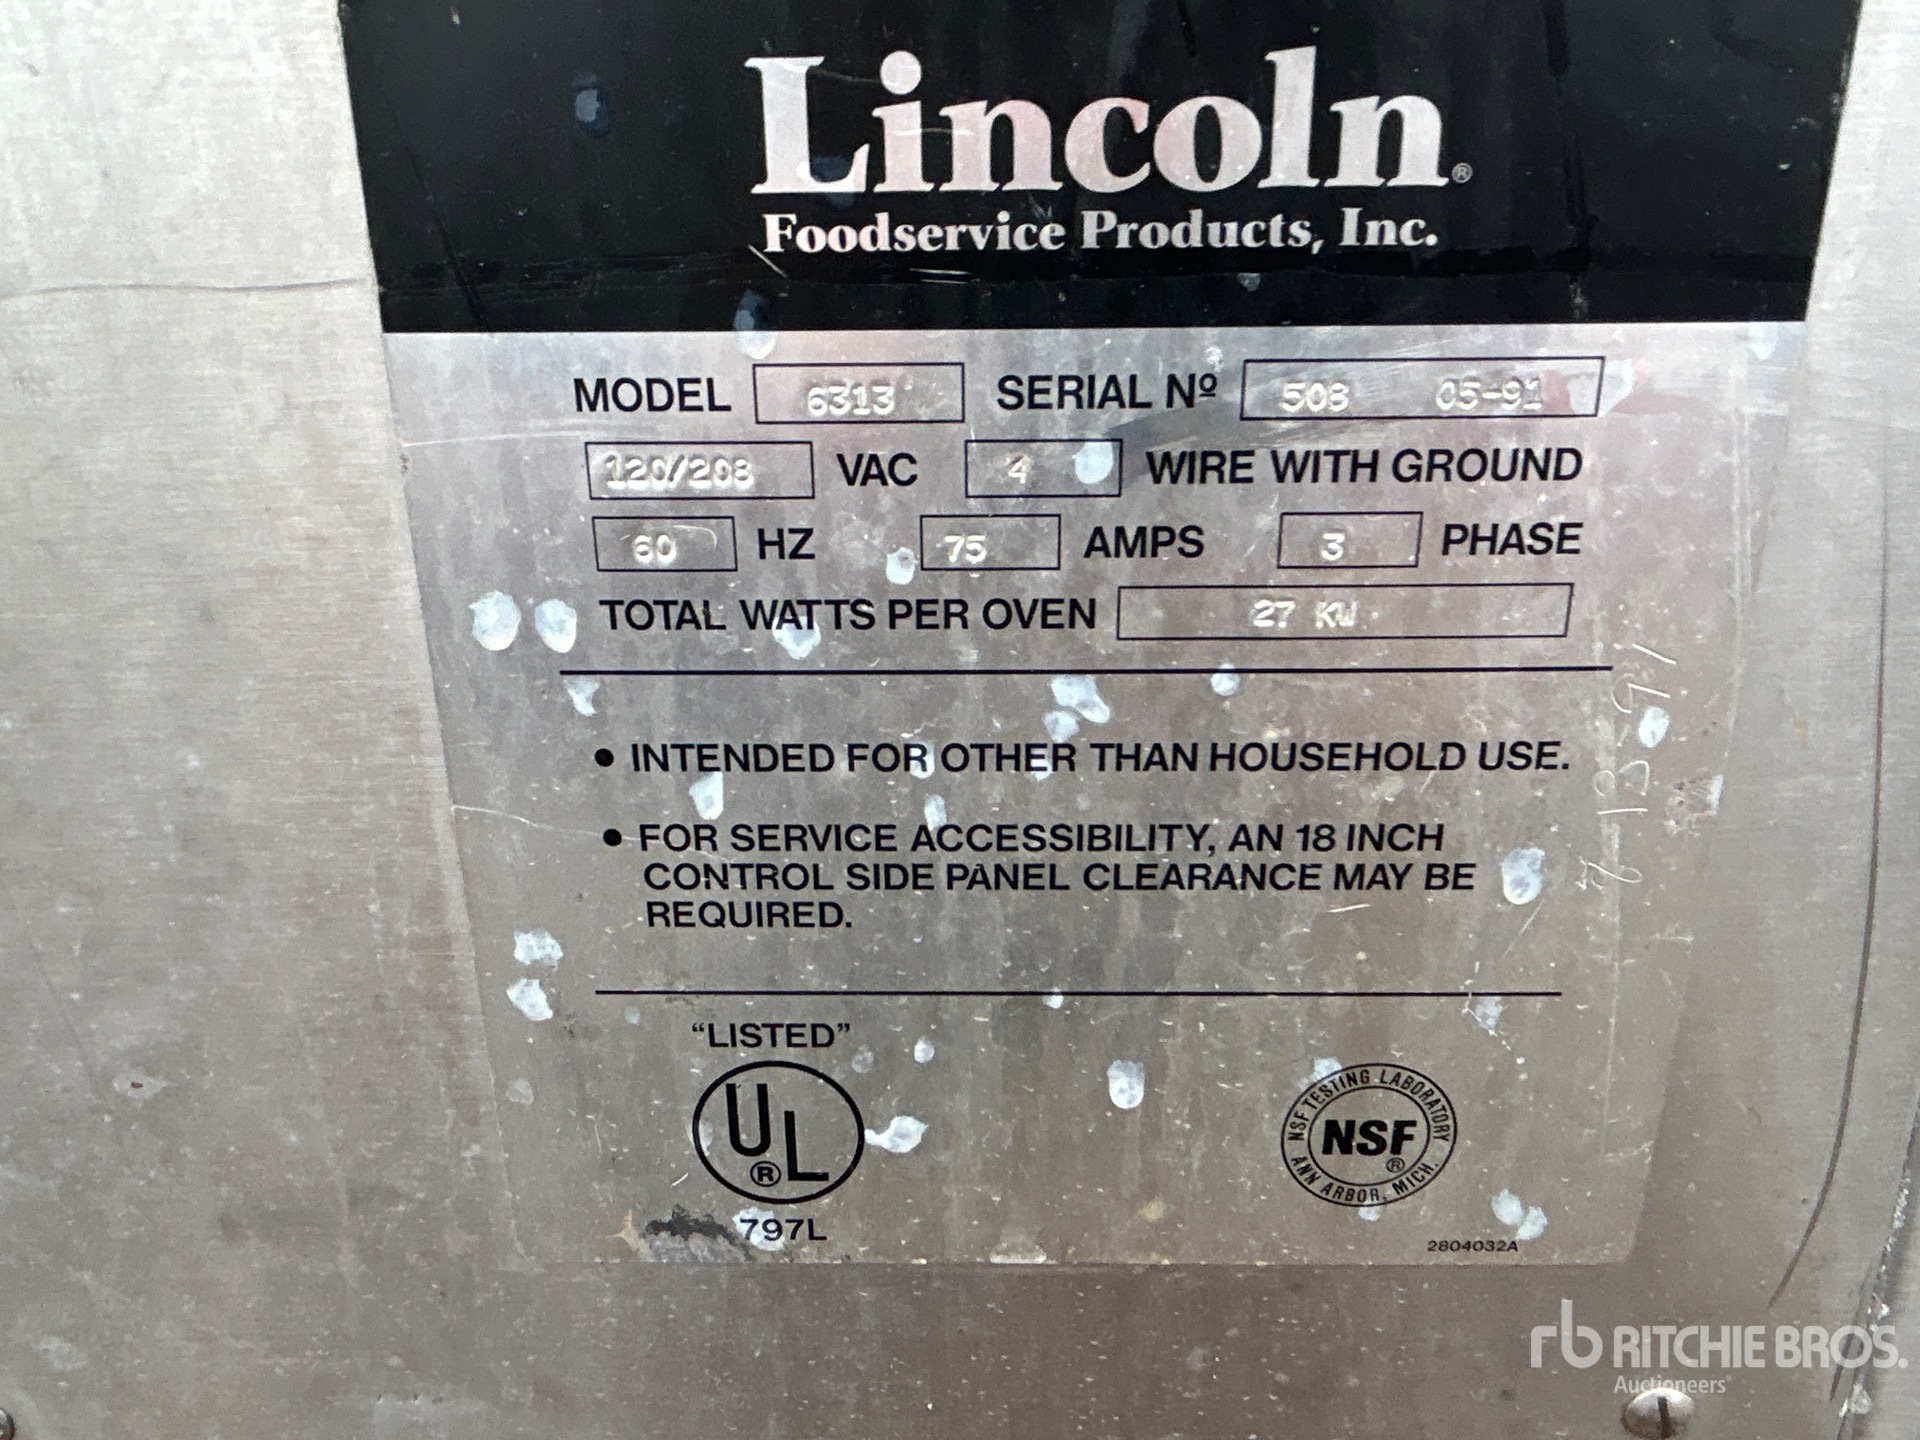 Lincoln®
Foodservice Products, Inc.
MODEL 6313 SERIAL Nº 508 05-91
120/208 VAC 4 WIRE WITH GROUND
60 HZ 75 AMPS 3 PHASE
TOTAL WATTS PER OVEN 27 KW
• INTENDED FOR OTHER THAN HOUSEHOLD USE.
• FOR SERVICE ACCESSIBILITY, AN 18 INCH
CONTROL SIDE PANEL CLEARANCE MAY BE
REQUIRED.
"LISTED"
UL®
797L
NSF TESTING LABORATORY
NSF®
ANN ARBOR, MICH.
2804032A
rb RITCHIE BROS.
Auctioneers